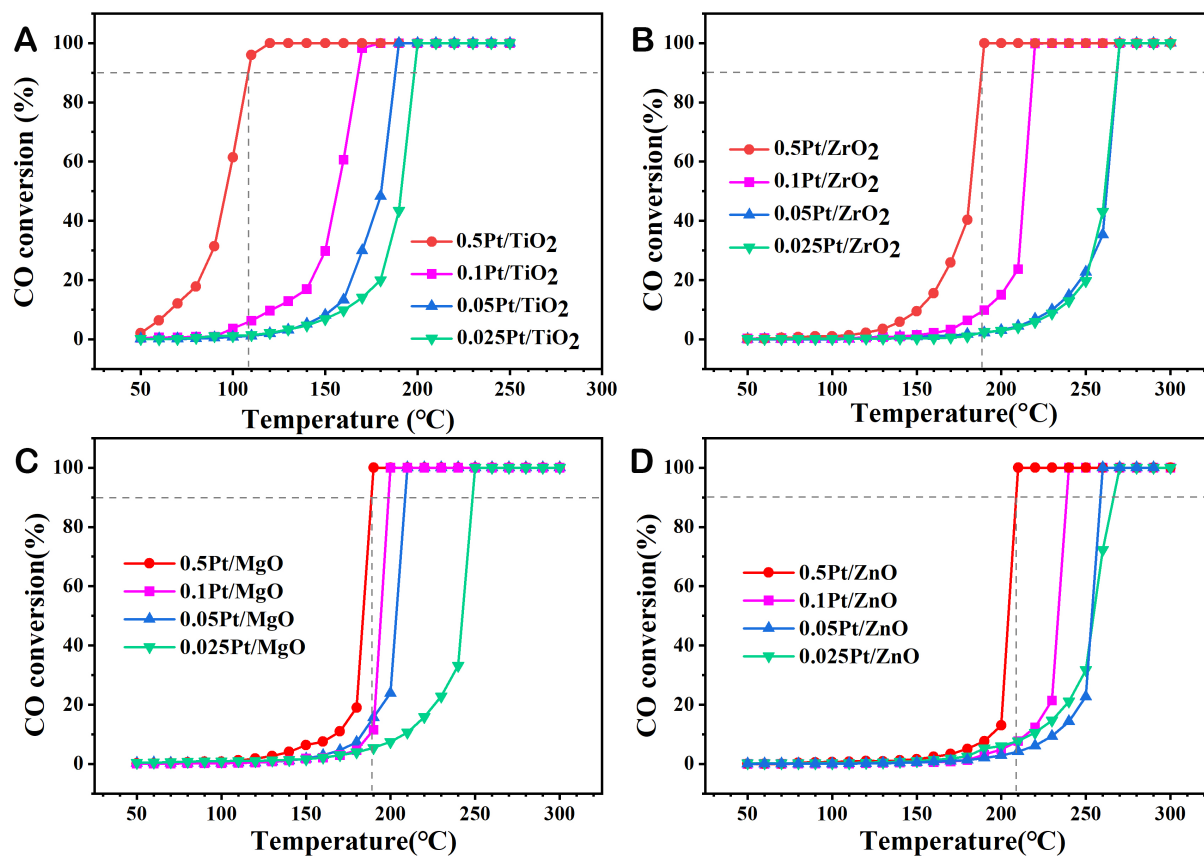 A
CO conversion (%)
100
80
60
40
20
0
0.5Pt/TiO2
0.1Pt/TiO2
0.05Pt/TiO2
0.025Pt/TiO2
50 100 150 200 250 300
Temperature (℃)
B
CO conversion(%)
100
80
60
40
20
0
0.5Pt/ZrO2
0.1Pt/ZrO2
0.05Pt/ZrO2
0.025Pt/ZrO2
50 100 150 200 250 300
Temperature(℃)
C
CO conversion(%)
100
80
60
40
20
0
0.5Pt/MgO
0.1Pt/MgO
0.05Pt/MgO
0.025Pt/MgO
50 100 150 200 250 300
Temperature(℃)
D
CO conversion(%)
100
80
60
40
20
0
0.5Pt/ZnO
0.1Pt/ZnO
0.05Pt/ZnO
0.025Pt/ZnO
50 100 150 200 250 300
Temperature(℃)